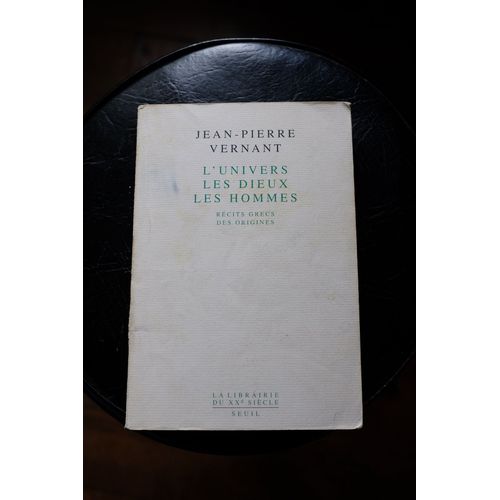 JEAN-PIERRE
VERNANT
L'UNIVERS
LES DIEUX
LES HOMMES
RÉCITS GRECS
DES ORIGINES
LA LIBRAIRIE
DU XXᵉ SIÈCLE
SEUIL